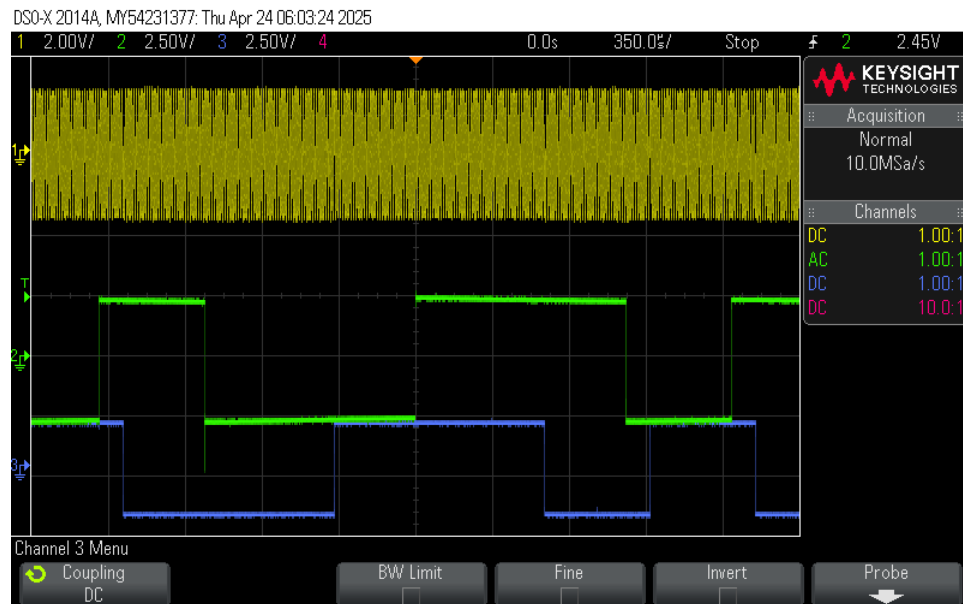 DSO-X 2014A, MY54231377: Thu Apr 24 06:03:24 2025
1 2.00V/ 2 2.50V/ 3 2.50V/ 4 0.0s 350.0us/ Stop 2 2.45V
KEYSIGHT
TECHNOLOGIES
Acquisition
Normal
10.0MSa/s
Channels
DC 1.00:1
AC 1.00:1
DC 1.00:1
DC 10.0:1
1
T
2
3
Channel 3 Menu
Coupling BW Limit Fine Invert Probe
DC